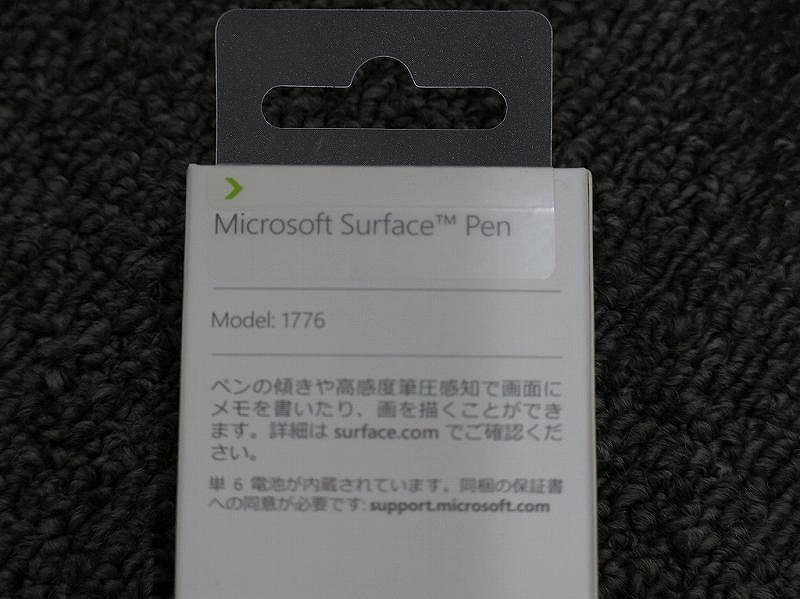 Microsoft Surface™ Pen
Model: 1776
ペンの傾きや高感度筆圧感知で画面に
メモを書いたり、画を描くことができ
ます。詳細は surface.com でご確認くだ
さい。
単 6 電池が内蔵されています。同梱の保証書
への同意が必要です: support.microsoft.com